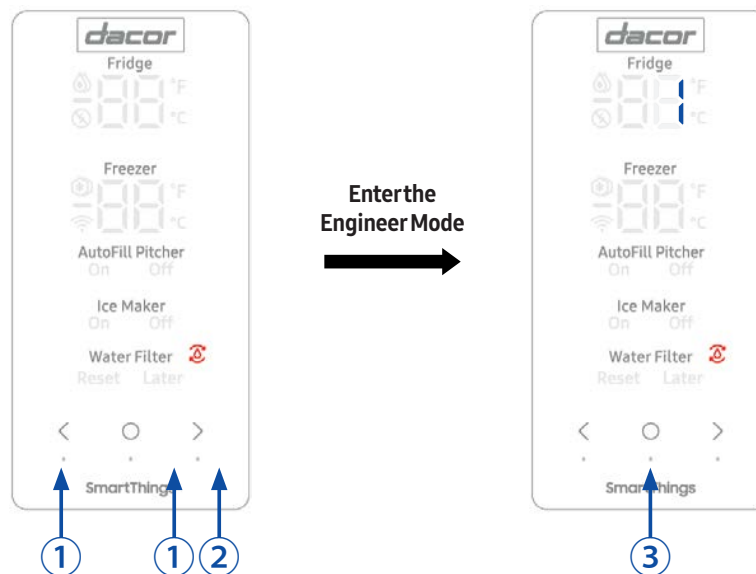 dacor
Fridge
°F
°C
Freezer
°F
°C
AutoFill Pitcher
On Off
Ice Maker
On Off
Water Filter
Reset Later
SmartThings
1 1 2
Enter the
Engineer Mode
dacor
Fridge
1 °F
°C
Freezer
°F
°C
AutoFill Pitcher
On Off
Ice Maker
On Off
Water Filter
Reset Later
SmartThings
3